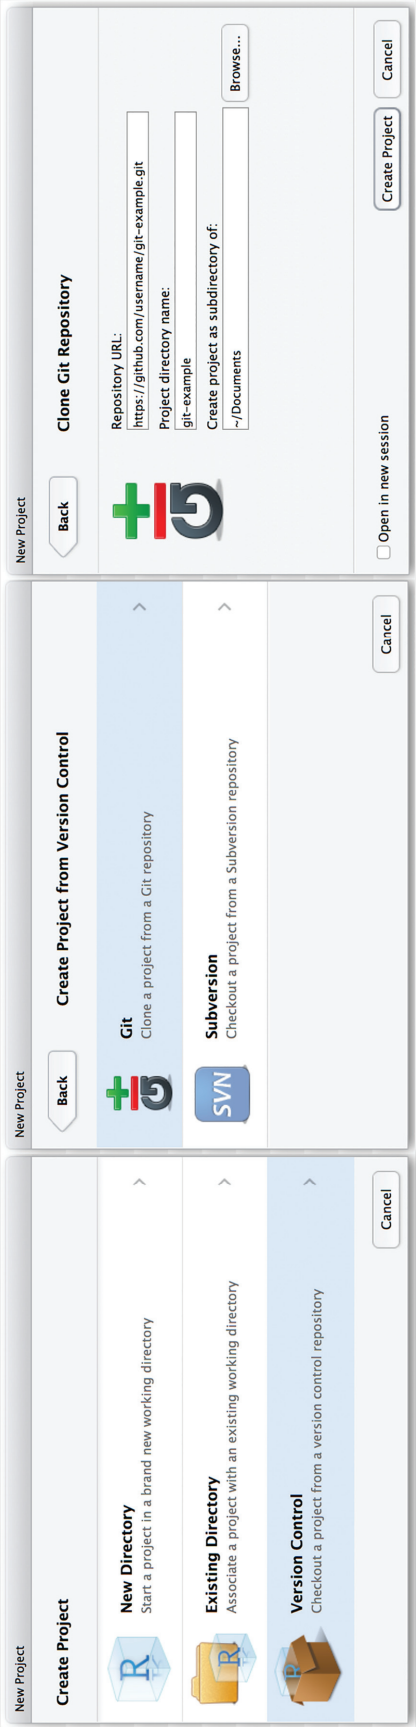 New Project
Create Project
R
New Directory
Start a project in a brand new working directory
R
Existing Directory
Associate a project with an existing working directory
R
Version Control
Checkout a project from a version control repository
Cancel
New Project
Back
Create Project from Version Control
Git
Clone a project from a Git repository
SVN
Subversion
Checkout a project from a Subversion repository
Cancel
New Project
Back
Clone Git Repository
Repository URL:
https://github.com/username/git-example.git
Project directory name:
git-example
Create project as subdirectory of:
~/Documents
Browse...
Open in new session
Create Project
Cancel